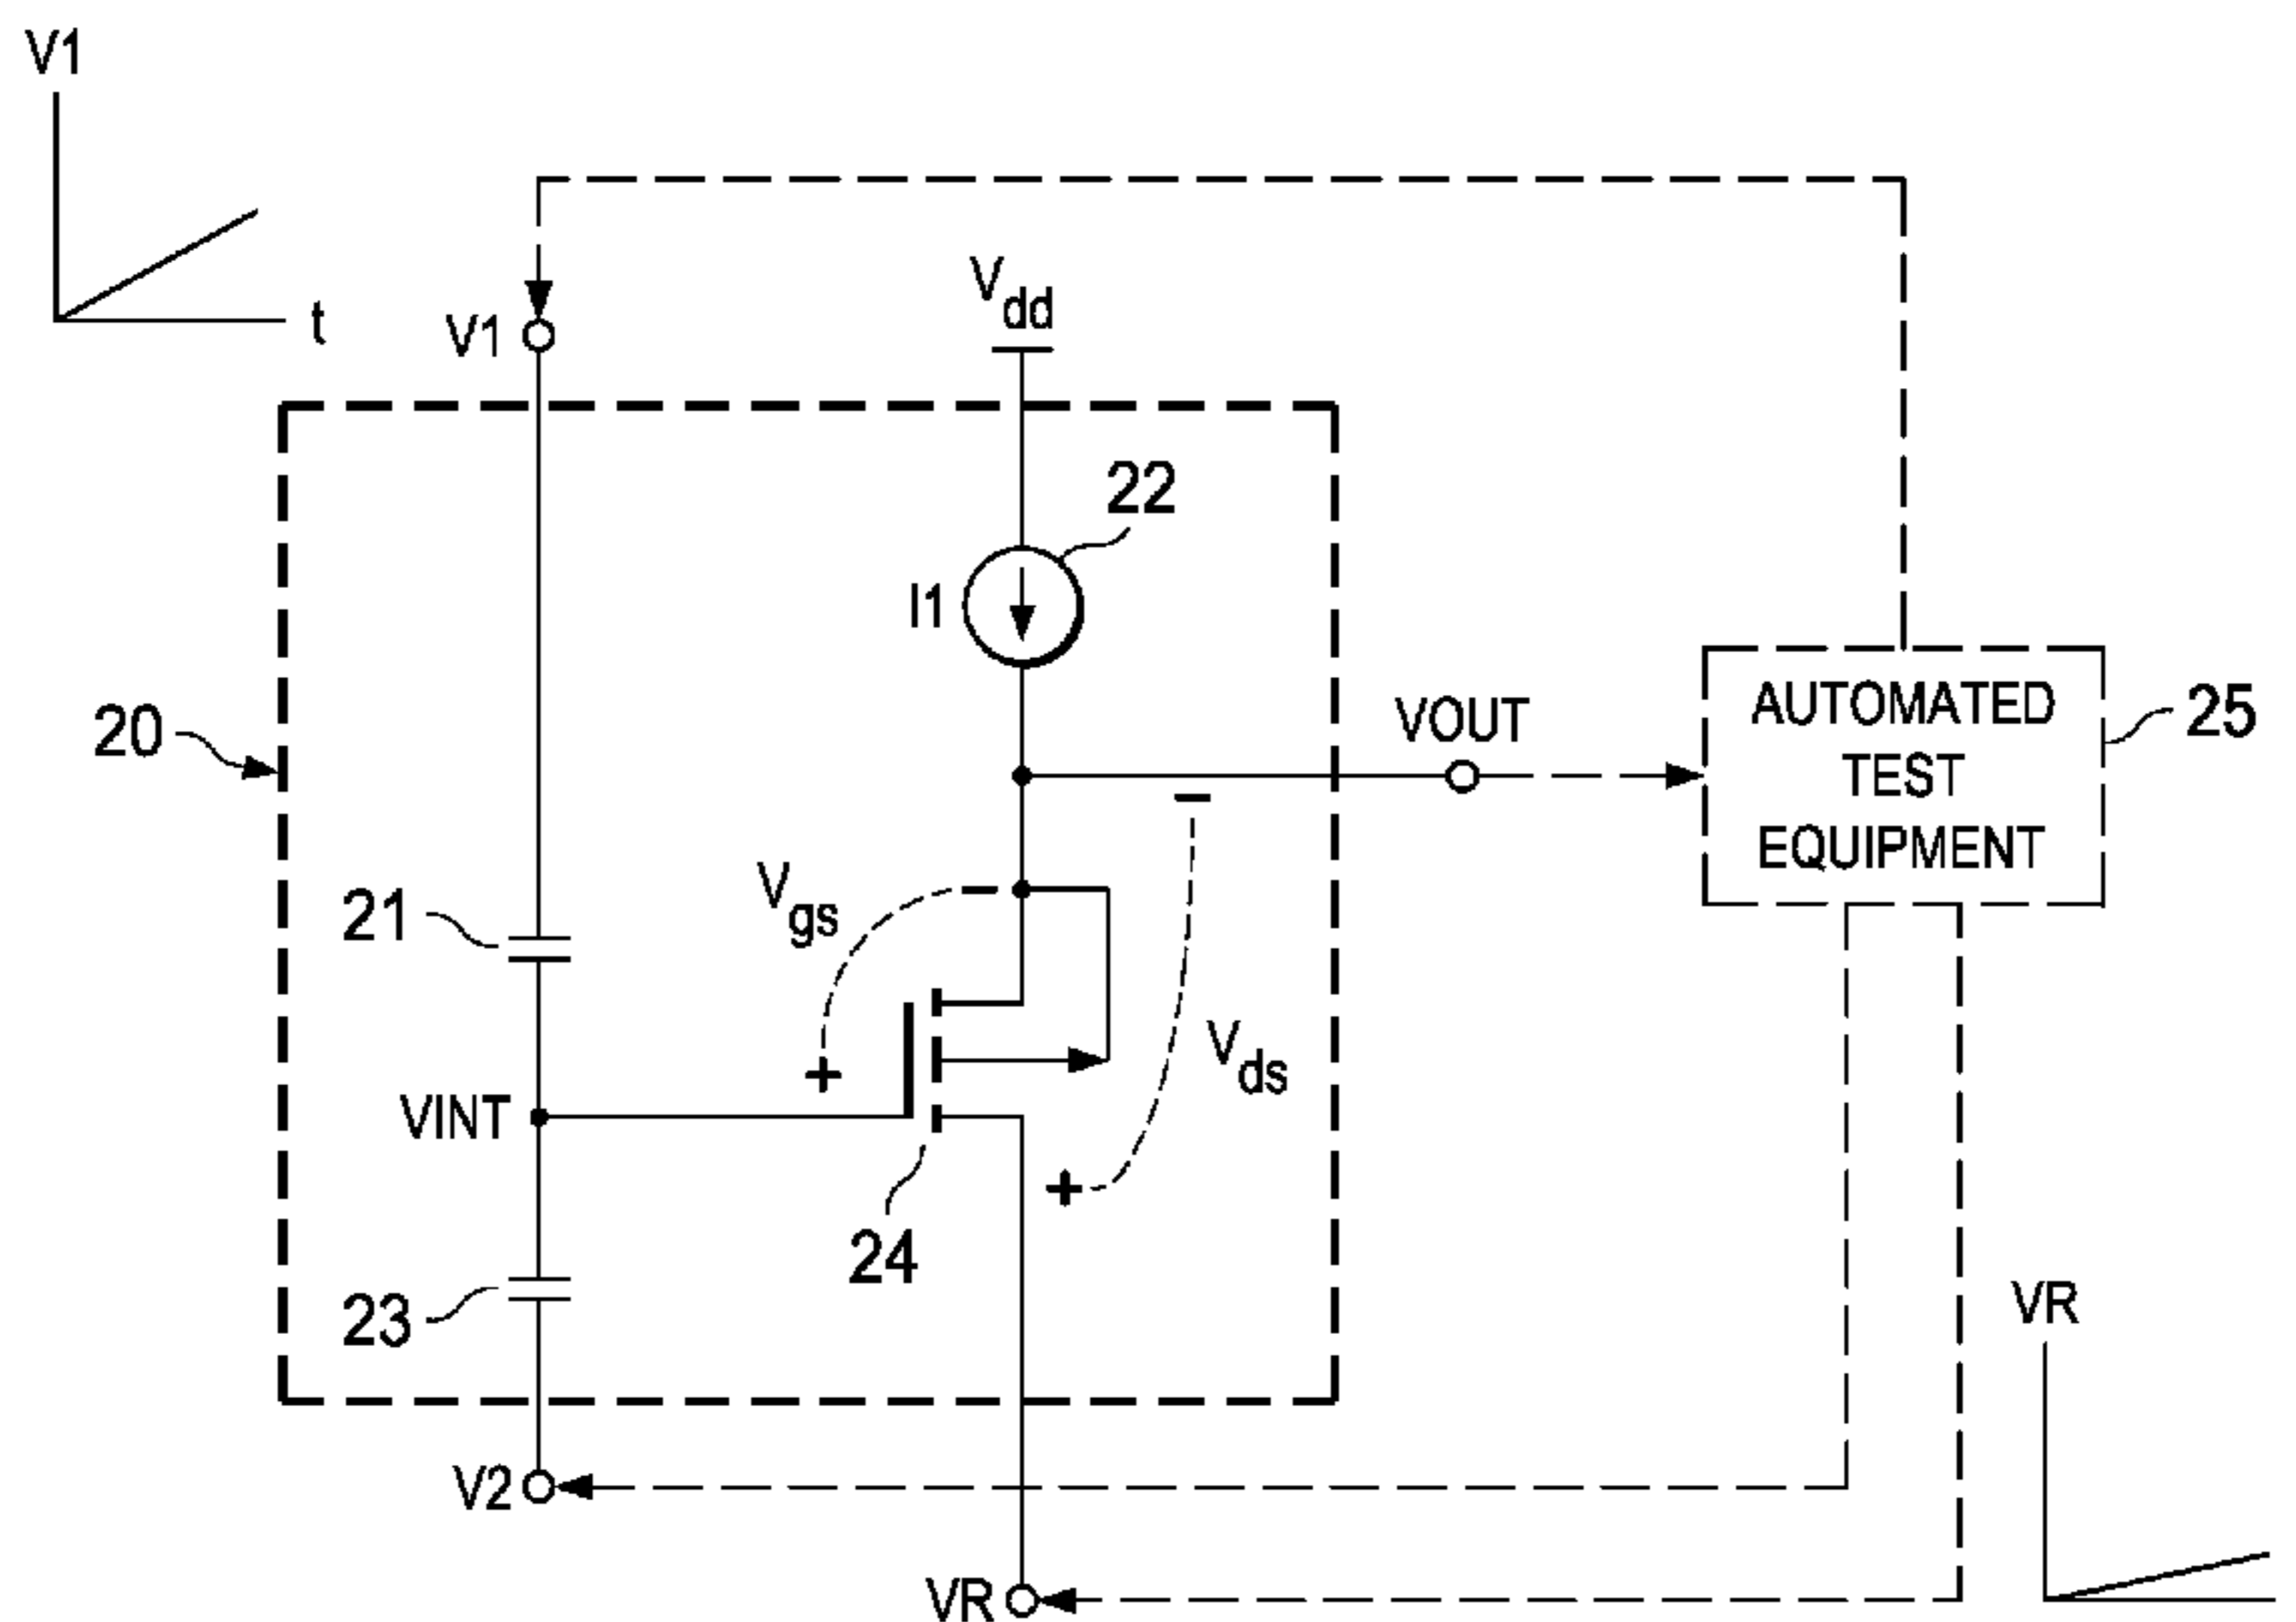 V1
t
V1
Vdd
22
I1
20
VOUT
AUTOMATED
TEST
EQUIPMENT
25
21
Vgs
−
−
+
Vds
VINT
24
+
23
VR
V2
VR